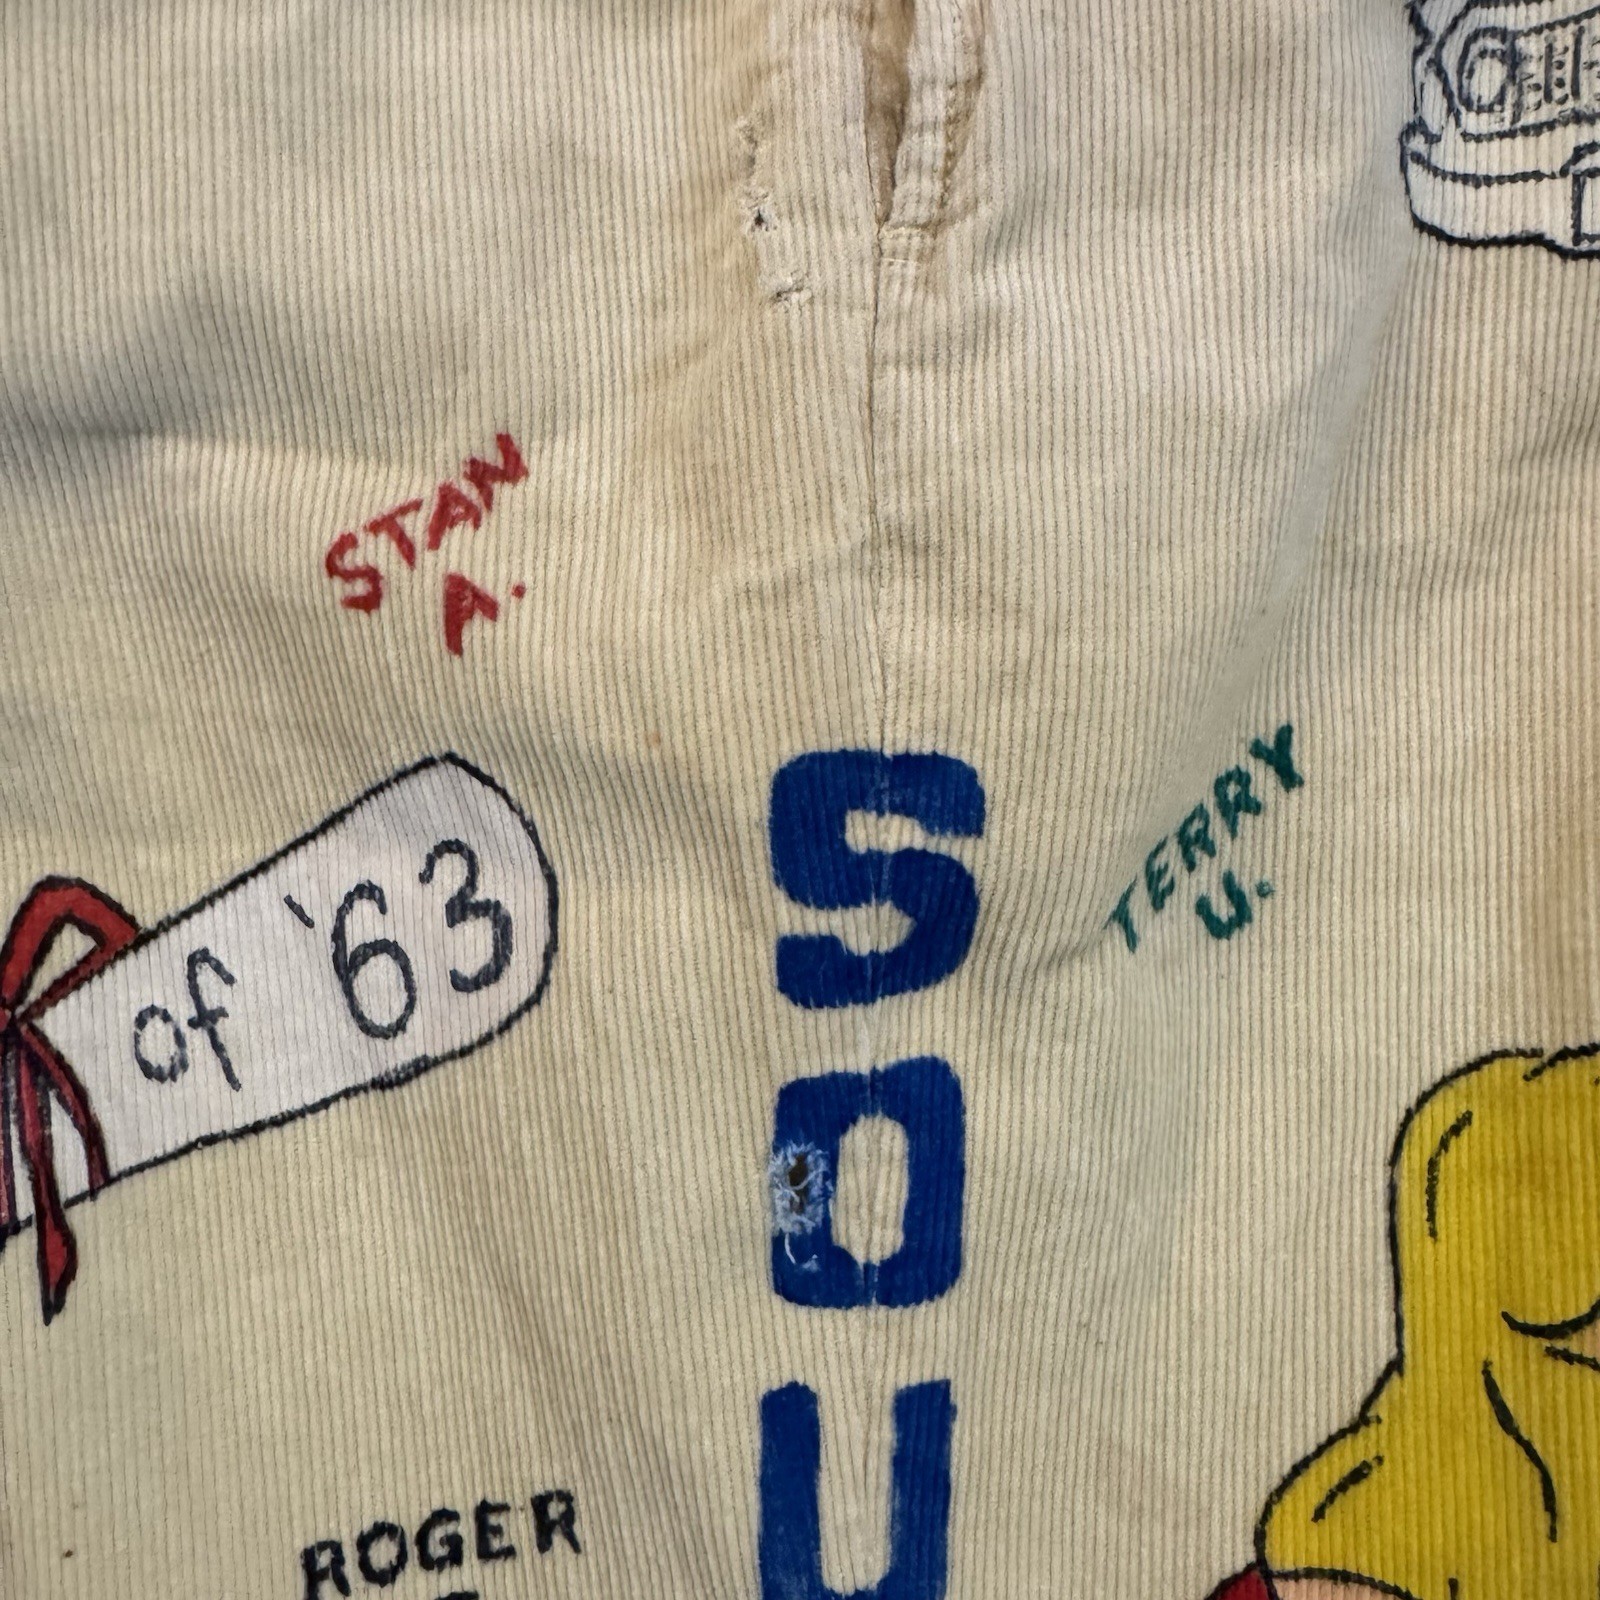 STAN
A.
TERRY
U.
of '63
S
O
U
ROGER